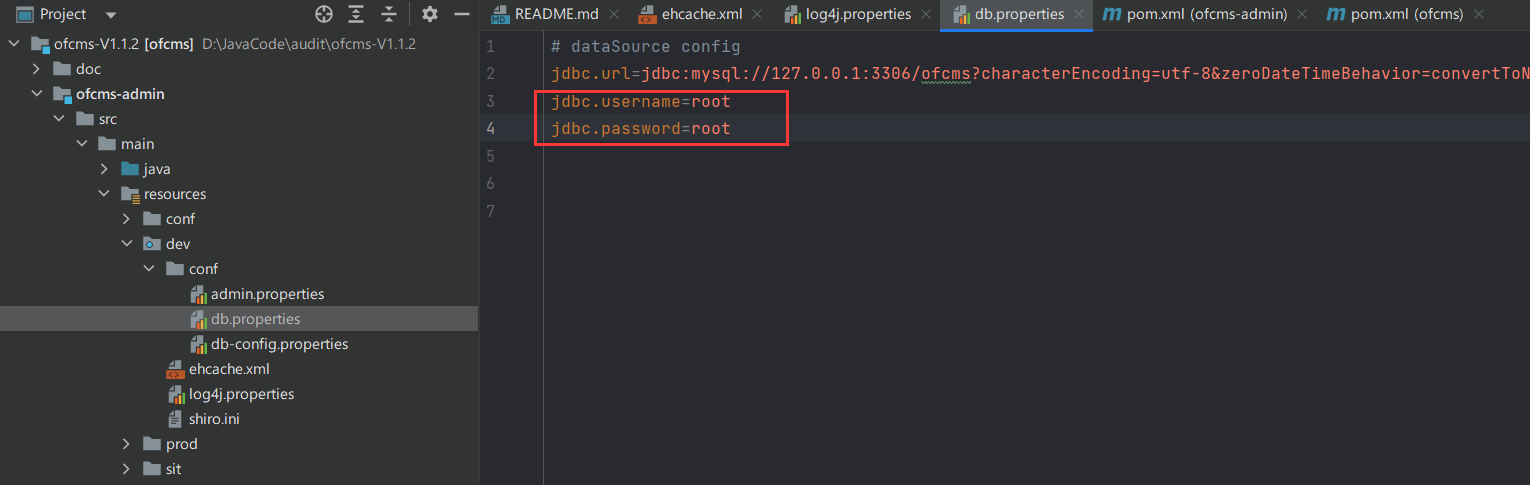 Project
README.md
ehcache.xml
log4j.properties
db.properties
pom.xml (ofcms-admin)
pom.xml (ofcms)
ofcms-V1.1.2 [ofcms] D:\JavaCode\audit\ofcms-V1.1.2
doc
ofcms-admin
src
main
java
resources
conf
dev
conf
admin.properties
db.properties
db-config.properties
ehcache.xml
log4j.properties
shiro.ini
prod
sit
1 # dataSource config
2 jdbc.url=jdbc:mysql://127.0.0.1:3306/ofcms?characterEncoding=utf-8&zeroDateTimeBehavior=convertToN
3 jdbc.username=root
4 jdbc.password=root
5
6
7